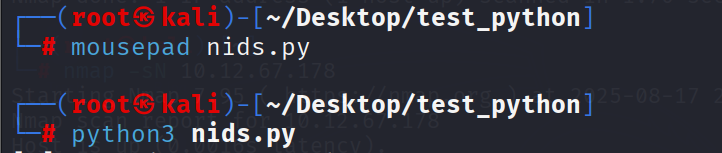 ┌──(root㉿kali)-[~/Desktop/test_python]
└─# mousepad nids.py
┌──(root㉿kali)-[~/Desktop/test_python]
└─# python3 nids.py